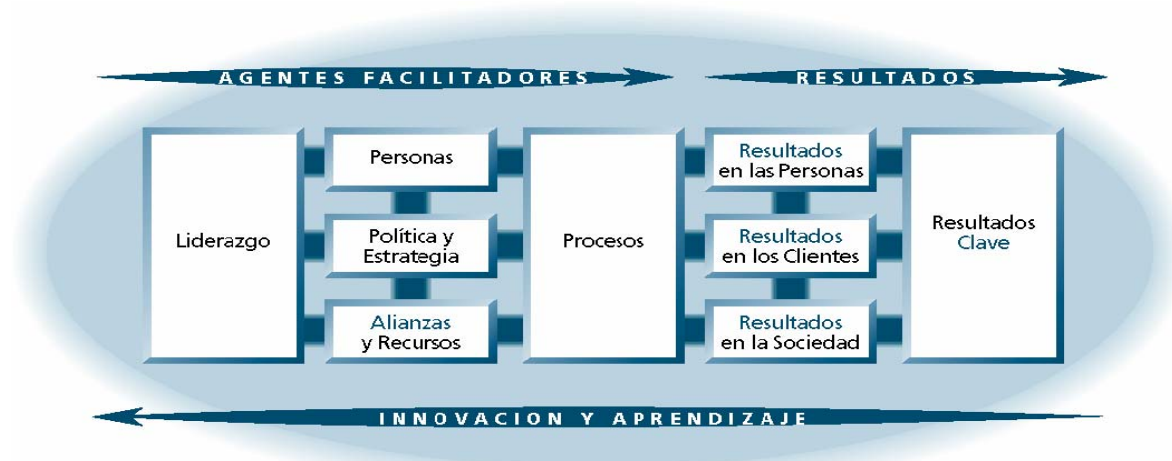 AGENTES FACILITADORES
RESULTADOS
Liderazgo
Personas
Política y
Estrategia
Alianzas
y Recursos
Procesos
Resultados
en las Personas
Resultados
en los Clientes
Resultados
en la Sociedad
Resultados
Clave
INNOVACION Y APRENDIZAJE